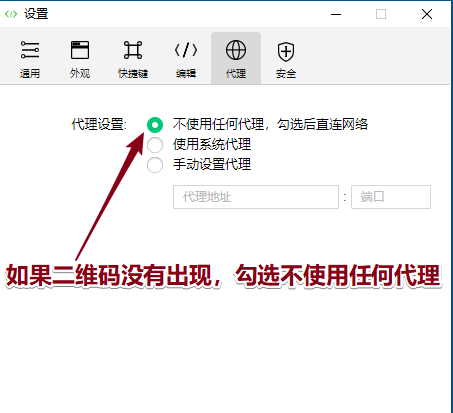 设置
通用 外观 快捷键 编辑 代理 安全
代理设置: 不使用任何代理，勾选后直连网络
使用系统代理
手动设置代理
代理地址 : 端口
如果二维码没有出现，勾选不使用任何代理